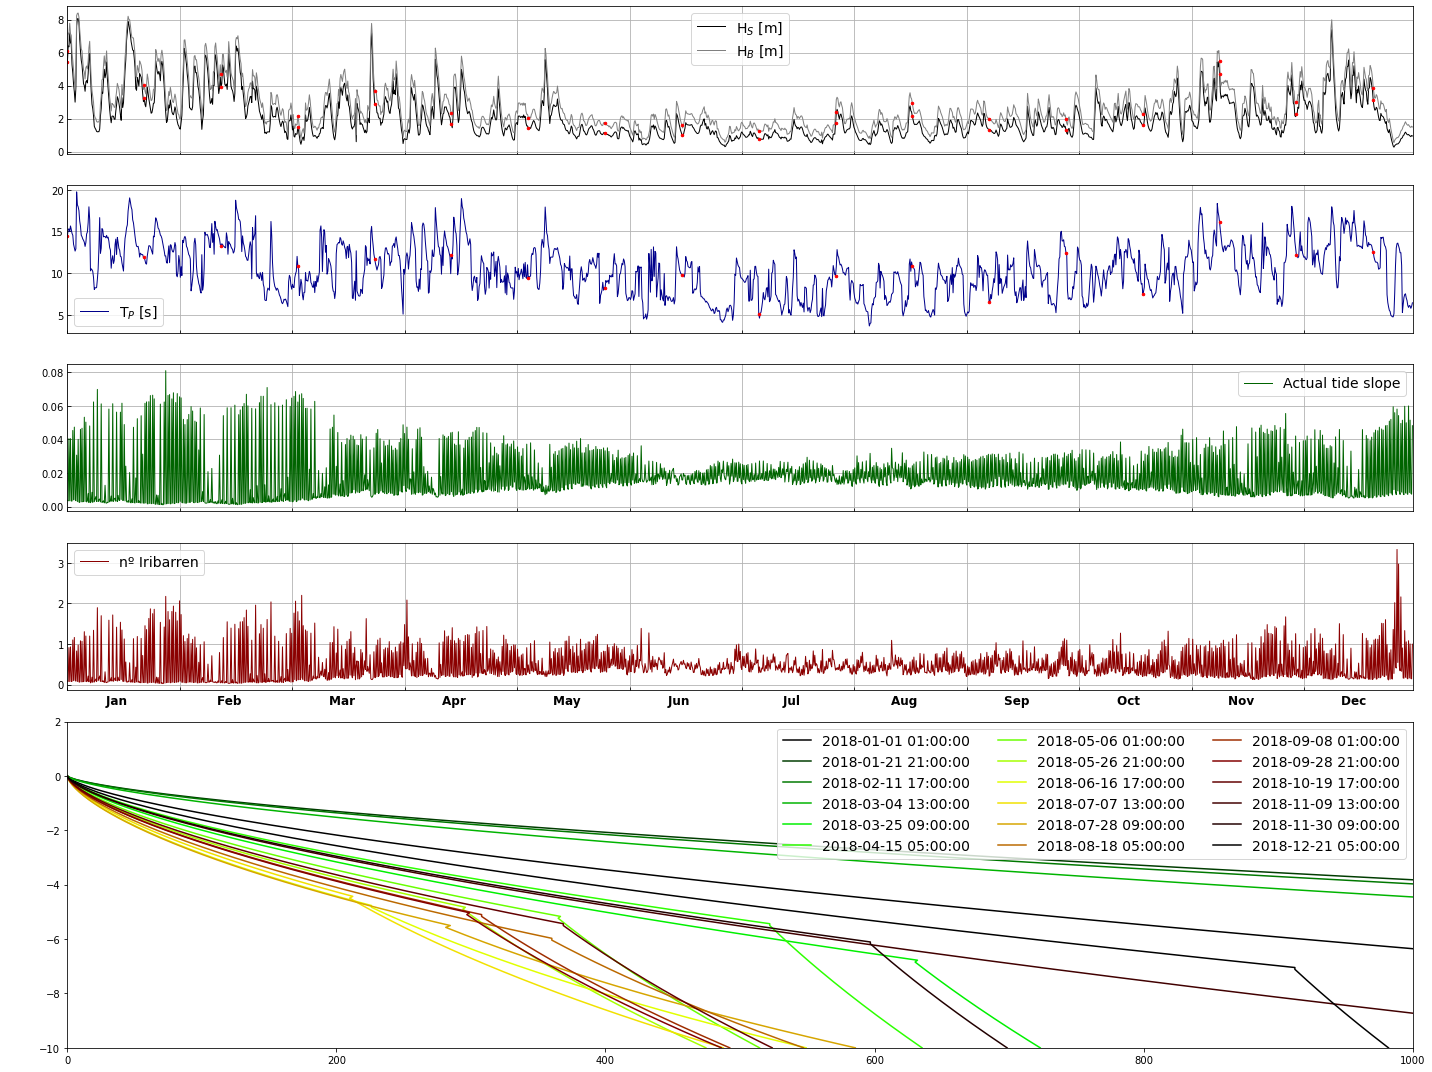 8
6
4
2
0
H_S [m]
H_B [m]
20
15
10
5
T_P [s]
0.08
0.06
0.04
0.02
0.00
Actual tide slope
3
2
1
0
nº Iribarren
Jan Feb Mar Apr May Jun Jul Aug Sep Oct Nov Dec
2
0
−2
−4
−6
−8
−10
2018-01-01 01:00:00 2018-05-06 01:00:00 2018-09-08 01:00:00
2018-01-21 21:00:00 2018-05-26 21:00:00 2018-09-28 21:00:00
2018-02-11 17:00:00 2018-06-16 17:00:00 2018-10-19 17:00:00
2018-03-04 13:00:00 2018-07-07 13:00:00 2018-11-09 13:00:00
2018-03-25 09:00:00 2018-07-28 09:00:00 2018-11-30 09:00:00
2018-04-15 05:00:00 2018-08-18 05:00:00 2018-12-21 05:00:00
0 200 400 600 800 1000